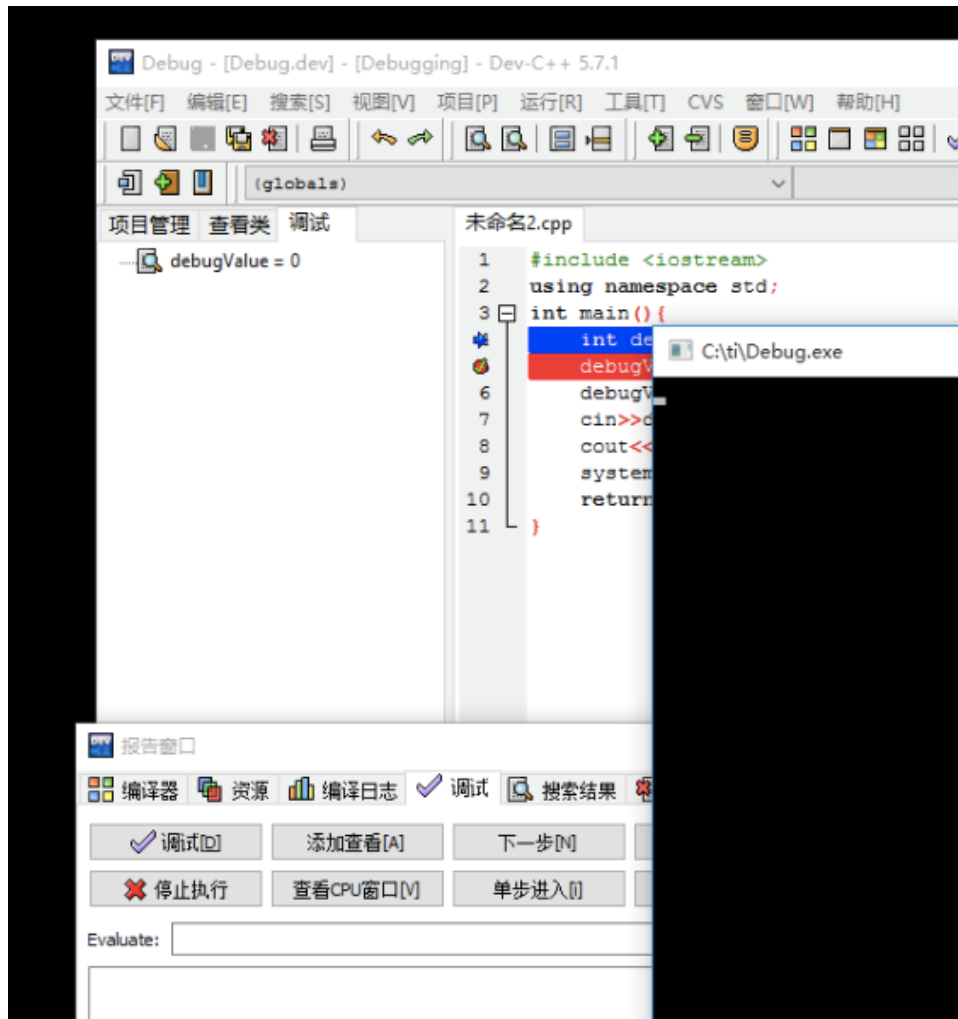 Debug - [Debug.dev] - [Debugging] - Dev-C++ 5.7.1
文件[F] 编辑[E] 搜索[S] 视图[V] 项目[P] 运行[R] 工具[T] CVS 窗口[W] 帮助[H]
(globals)
项目管理 查看类 调试
debugValue = 0
未命名2.cpp
1 #include <iostream>
2 using namespace std;
3 int main(){
int de
debugV
6 debugV
7 cin>>d
8 cout<<
9 system
10 return
11 }
C:\ti\Debug.exe
报告窗口
编译器 资源 编译日志 调试 搜索结果
调试[D] 添加查看[A] 下一步[N]
停止执行 查看CPU窗口[V] 单步进入[I]
Evaluate: